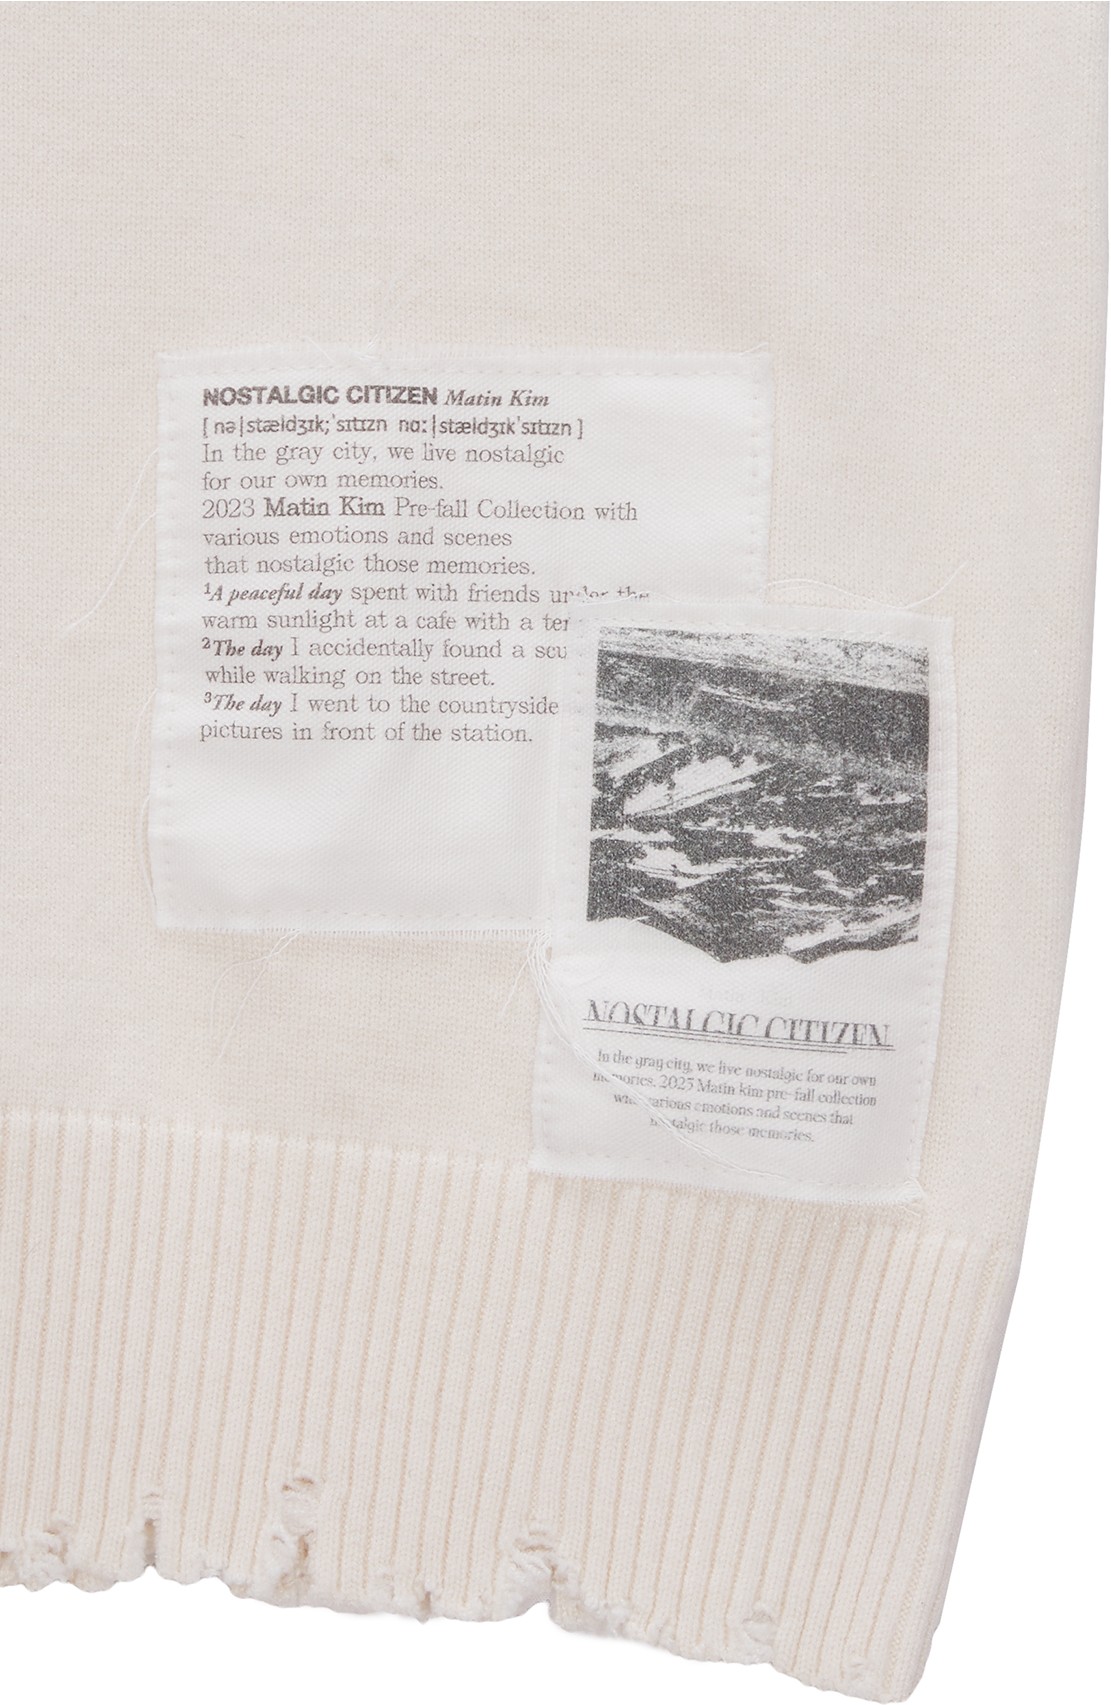 NOSTALGIC CITIZEN Matin Kim
[ nə|stældʒɪk;ˈsɪtɪzn nɑː|stældʒɪkˈsɪtɪzn ]
In the gray city, we live nostalgic
for our own memories.
2023 Matin Kim Pre-fall Collection with
various emotions and scenes
that nostalgic those memories.
¹A peaceful day spent with friends under the
warm sunlight at a cafe with a
²The day I accidentally found a
while walking on the street.
³The day I went to the countryside
pictures in front of the station.
NOSTALGIC CITIZEN
In the gray city, we live nostalgic for our own
memories. 2023 Matin kim pre-fall collection
with various emotions and scenes that
nostalgic those memories.